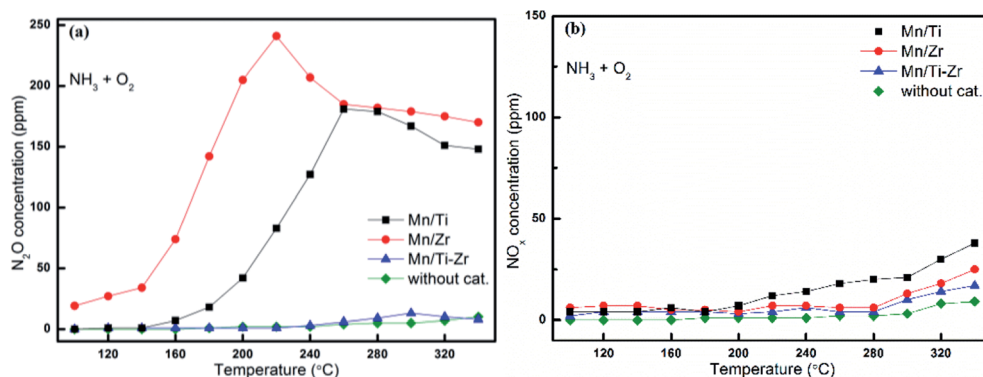 (a)
NH₃ + O₂
N₂O concentration (ppm)
250
200
150
100
50
0
Mn/Ti
Mn/Zr
Mn/Ti-Zr
without cat.
120 160 200 240 280 320
Temperature (°C)
(b)
NH₃ + O₂
NOₓ concentration (ppm)
150
100
50
0
Mn/Ti
Mn/Zr
Mn/Ti-Zr
without cat.
120 160 200 240 280 320
Temperature (°C)